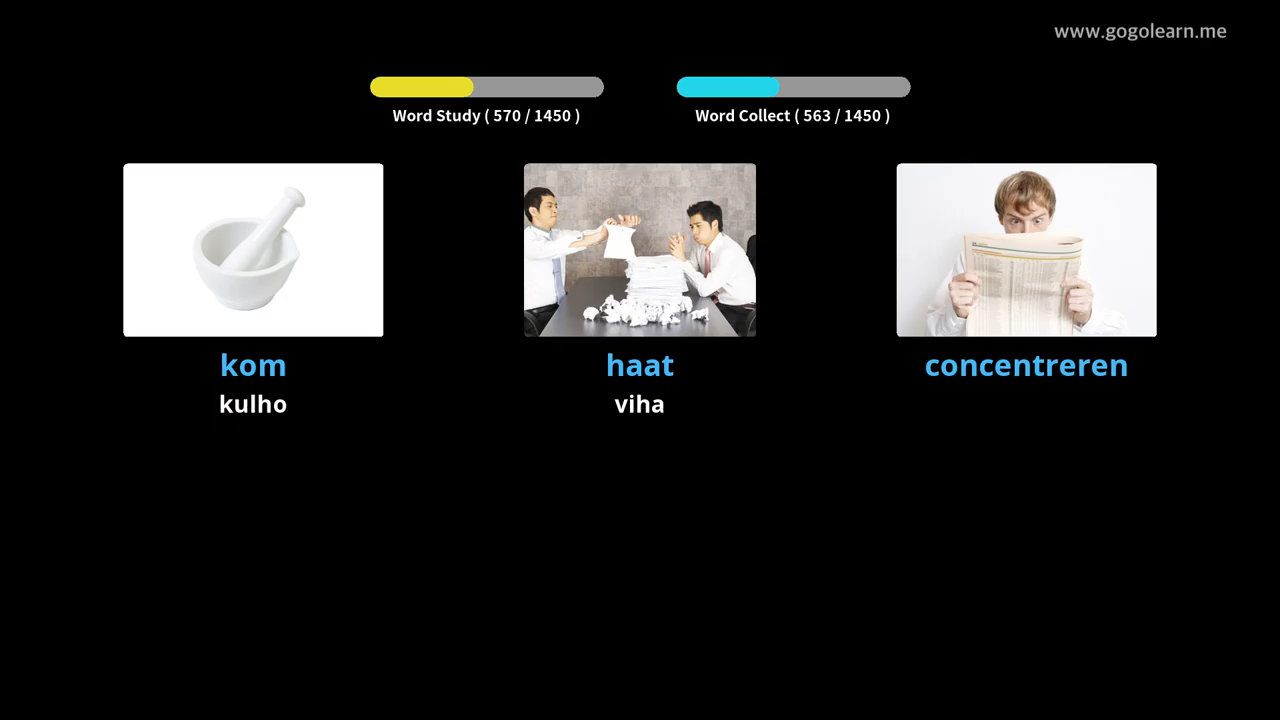 www.gogolearn.me
Word Study ( 570 / 1450 )
Word Collect ( 563 / 1450 )
kom
kulho
haat
viha
concentreren